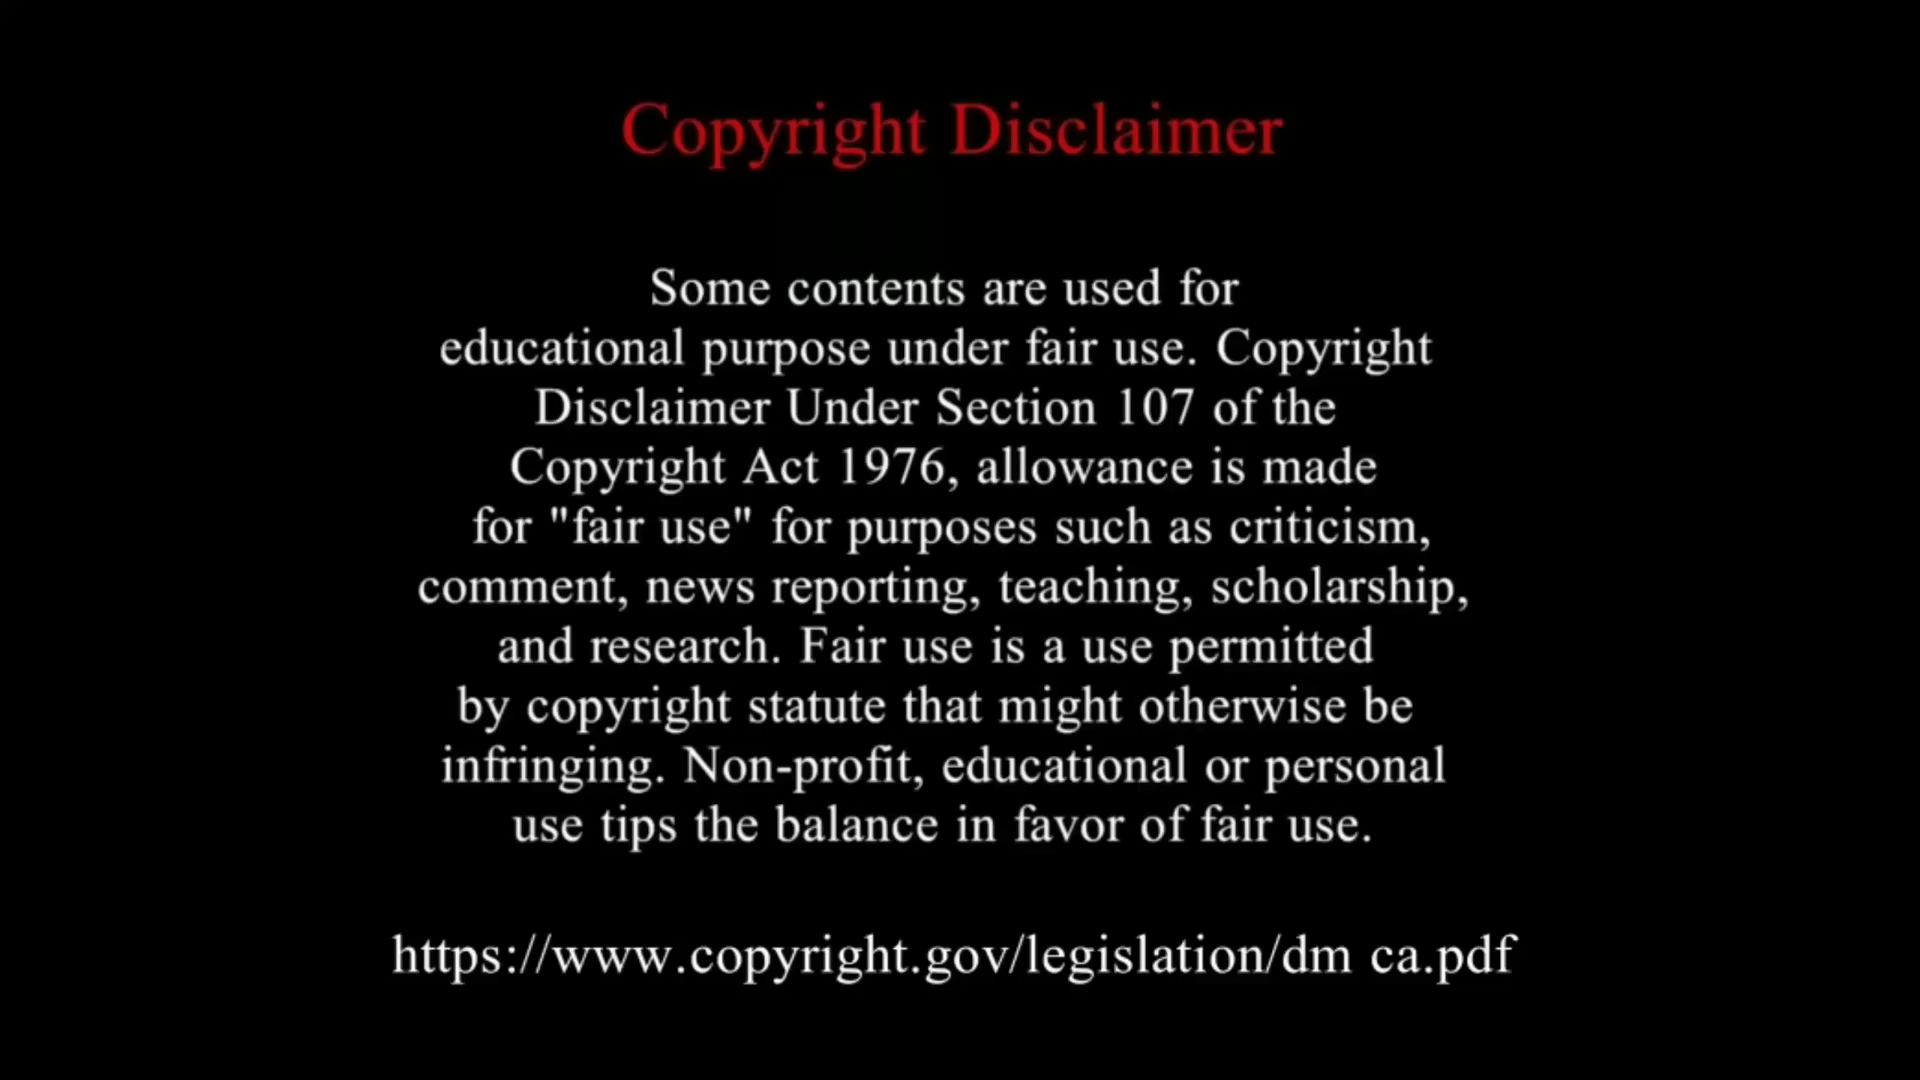 Copyright Disclaimer
Some contents are used for
educational purpose under fair use. Copyright
Disclaimer Under Section 107 of the
Copyright Act 1976, allowance is made
for "fair use" for purposes such as criticism,
comment, news reporting, teaching, scholarship,
and research. Fair use is a use permitted
by copyright statute that might otherwise be
infringing. Non-profit, educational or personal
use tips the balance in favor of fair use.
https://www.copyright.gov/legislation/dm ca.pdf